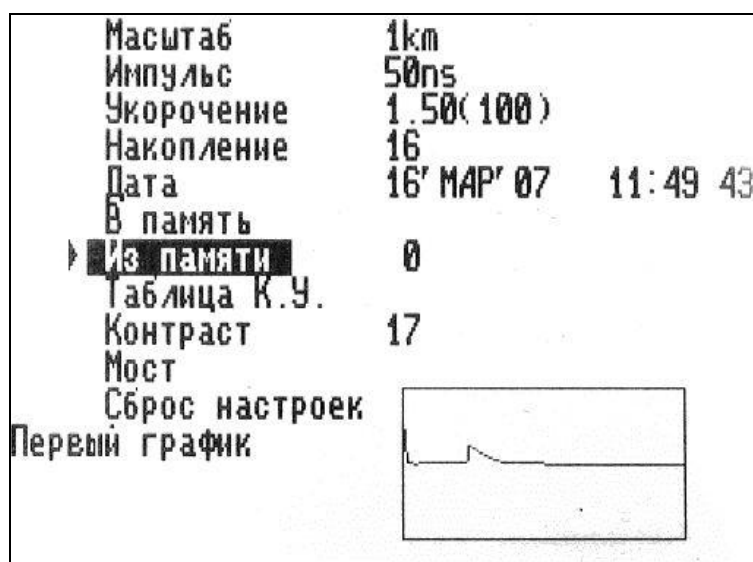 Масштаб 1km
Импульс 50ns
Укорочение 1.50(100)
Накопление 16
Дата 16' МАР' 07 11:49 43
В память
Из памяти 0
Таблица К.У.
Контраст 17
Мост
Сброс настроек
Первый график